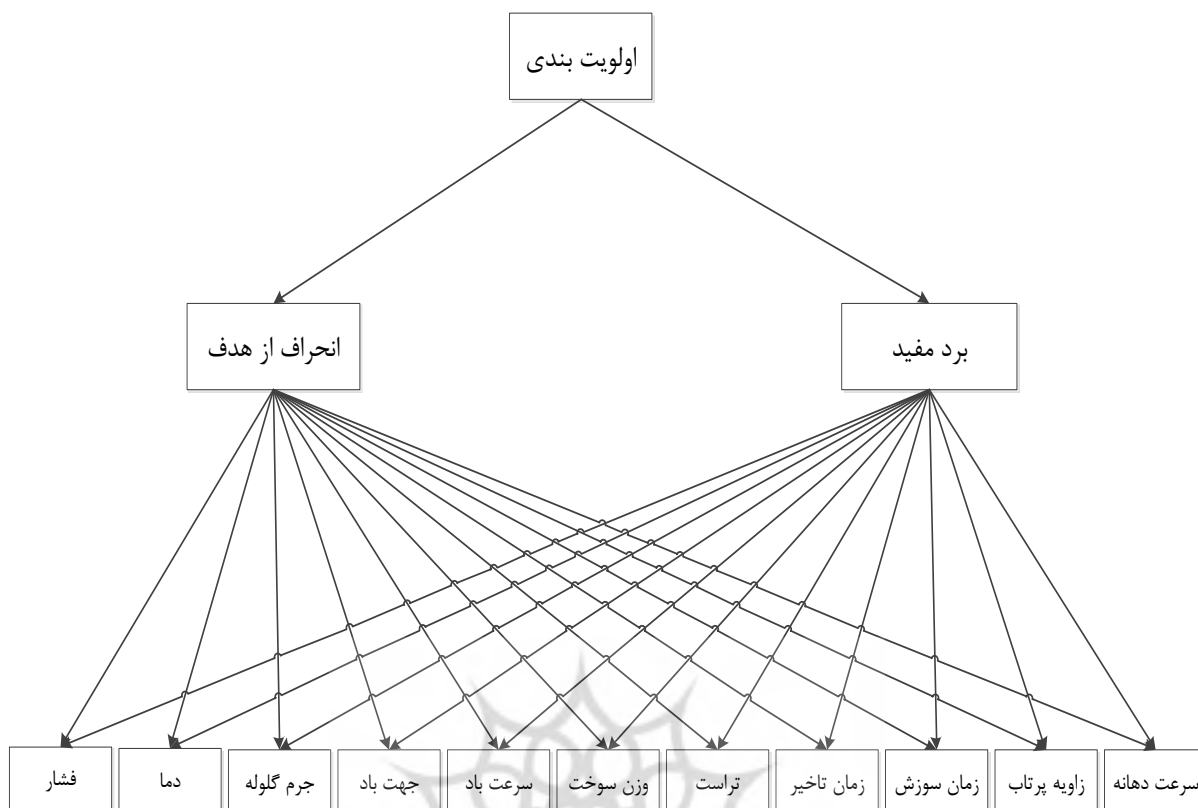 اولویت بندی
برد مفید
انحراف از هدف
سرعت دهانه
زاویه پرتاب
زمان سوزش
زمان تاخیر
تراست
وزن سوخت
سرعت باد
جهت باد
جرم گلوله
دما
فشار